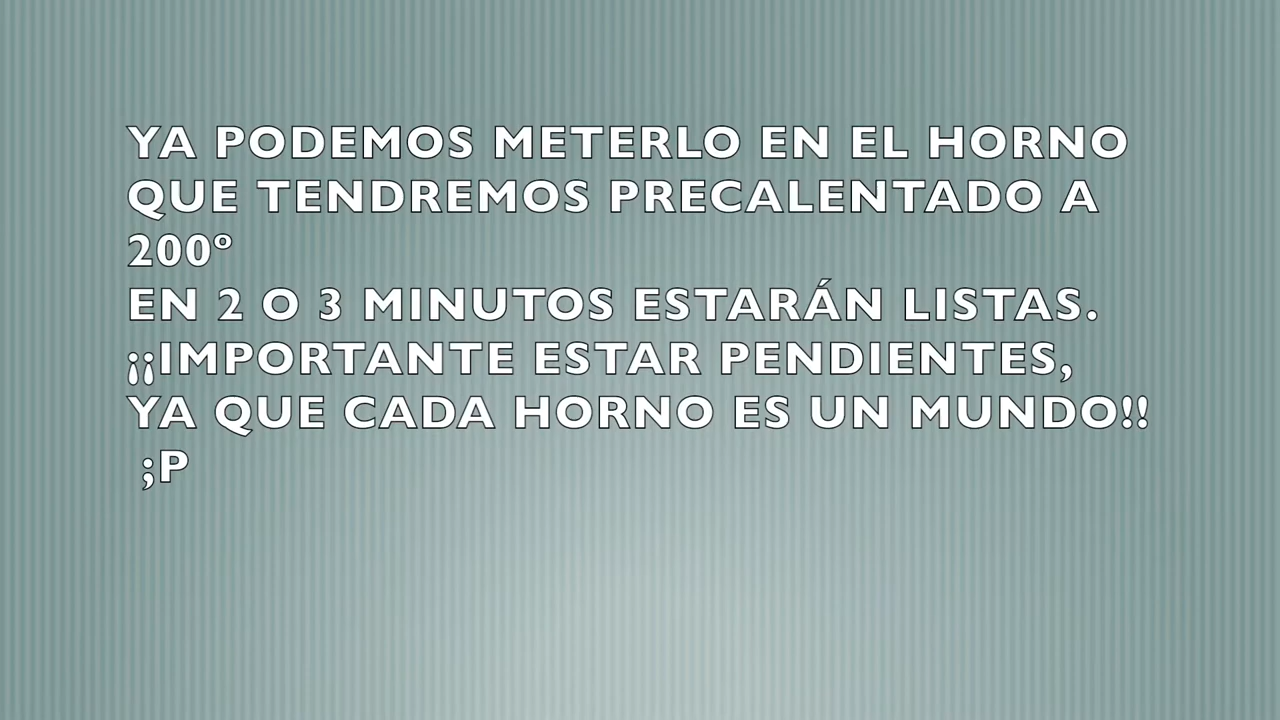 YA PODEMOS METERLO EN EL HORNO
QUE TENDREMOS PRECALENTADO A
200º
EN 2 O 3 MINUTOS ESTARÁN LISTAS.
¡¡IMPORTANTE ESTAR PENDIENTES,
YA QUE CADA HORNO ES UN MUNDO!!
;P